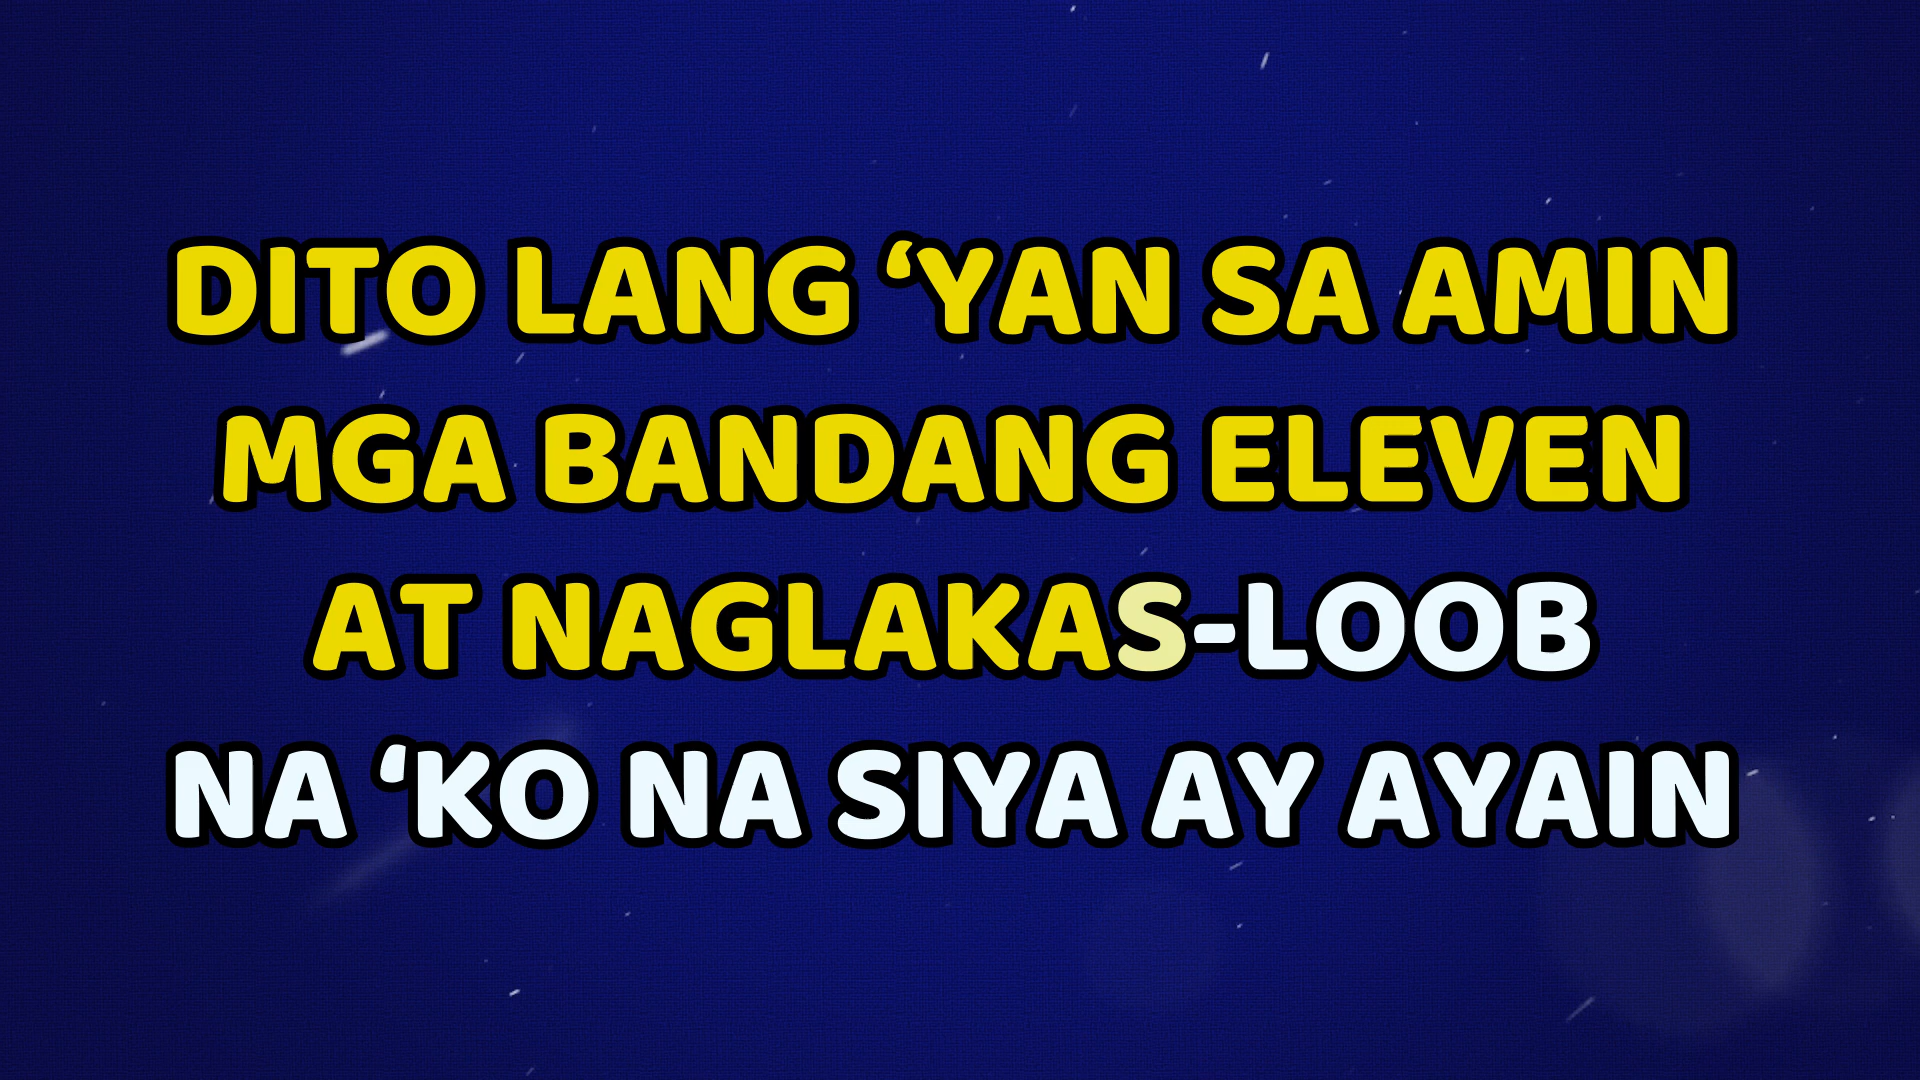 DITO LANG ‘YAN SA AMIN
MGA BANDANG ELEVEN
AT NAGLAKAS-LOOB
NA ‘KO NA SIYA AY AYAIN